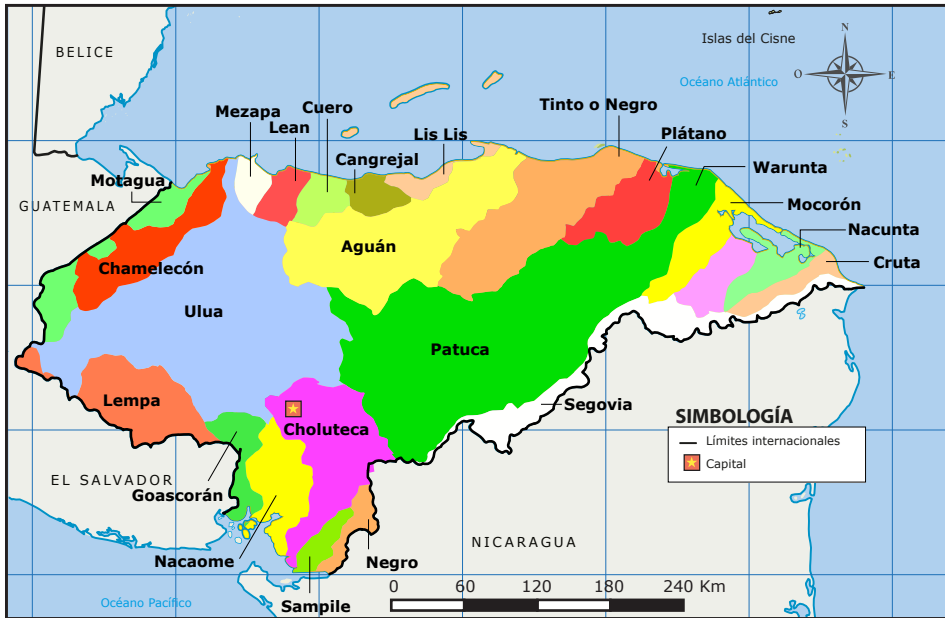 BELICE
Islas del Cisne
N
O
E
S
Océano Atlántico
Mezapa
Cuero
Lean
Lis Lis
Tinto o Negro
Cangrejal
Plátano
Warunta
Motagua
GUATEMALA
Mocorón
Nacunta
Aguán
Cruta
Chamelecón
Ulua
Patuca
Lempa
Segovia
Choluteca
SIMBOLOGÍA
Límites internacionales
Capital
EL SALVADOR
Goascorán
NICARAGUA
Nacaome
Negro
Sampile
Océano Pacífico
0 60 120 180 240 Km